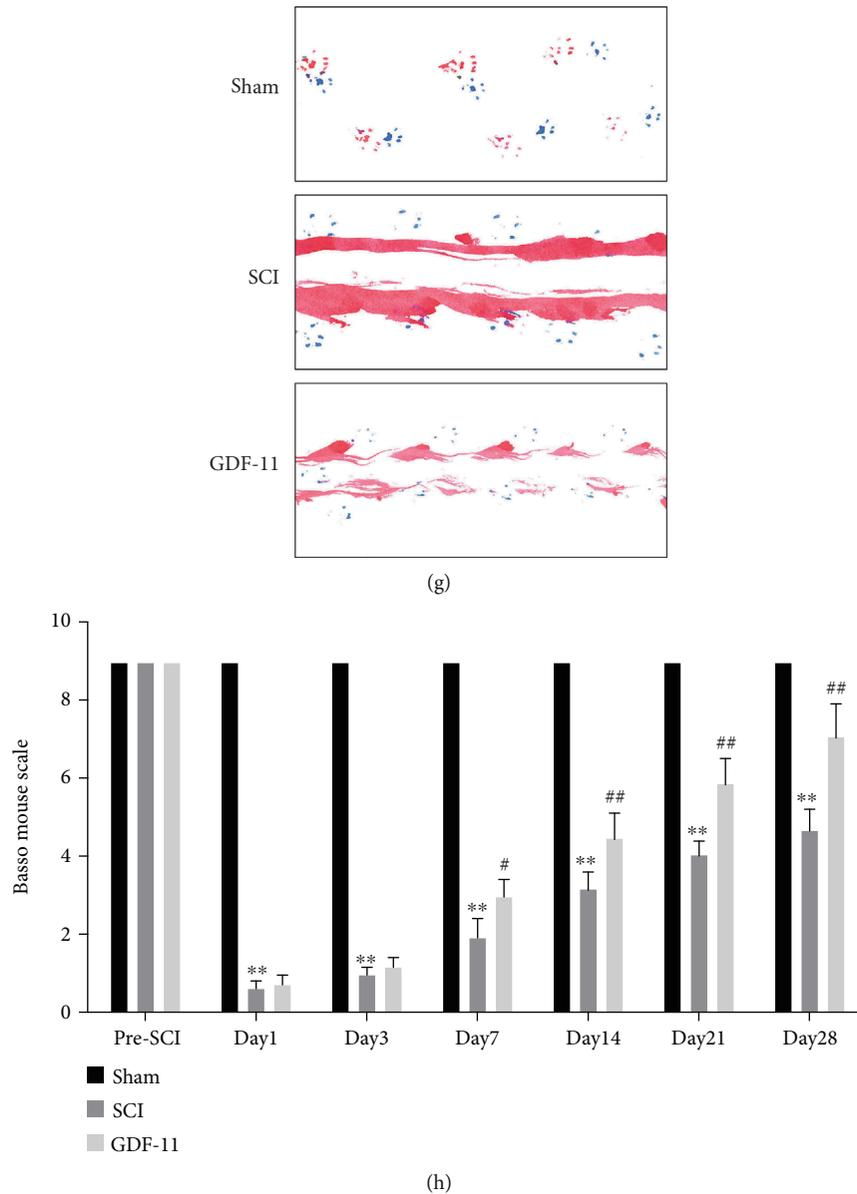 Sham
SCI
GDF-11
(g)
Basso mouse scale
10
8
6
4
2
0
**
**
**
#
**
##
**
##
**
##
Pre-SCI Day1 Day3 Day7 Day14 Day21 Day28
Sham
SCI
GDF-11
(h)